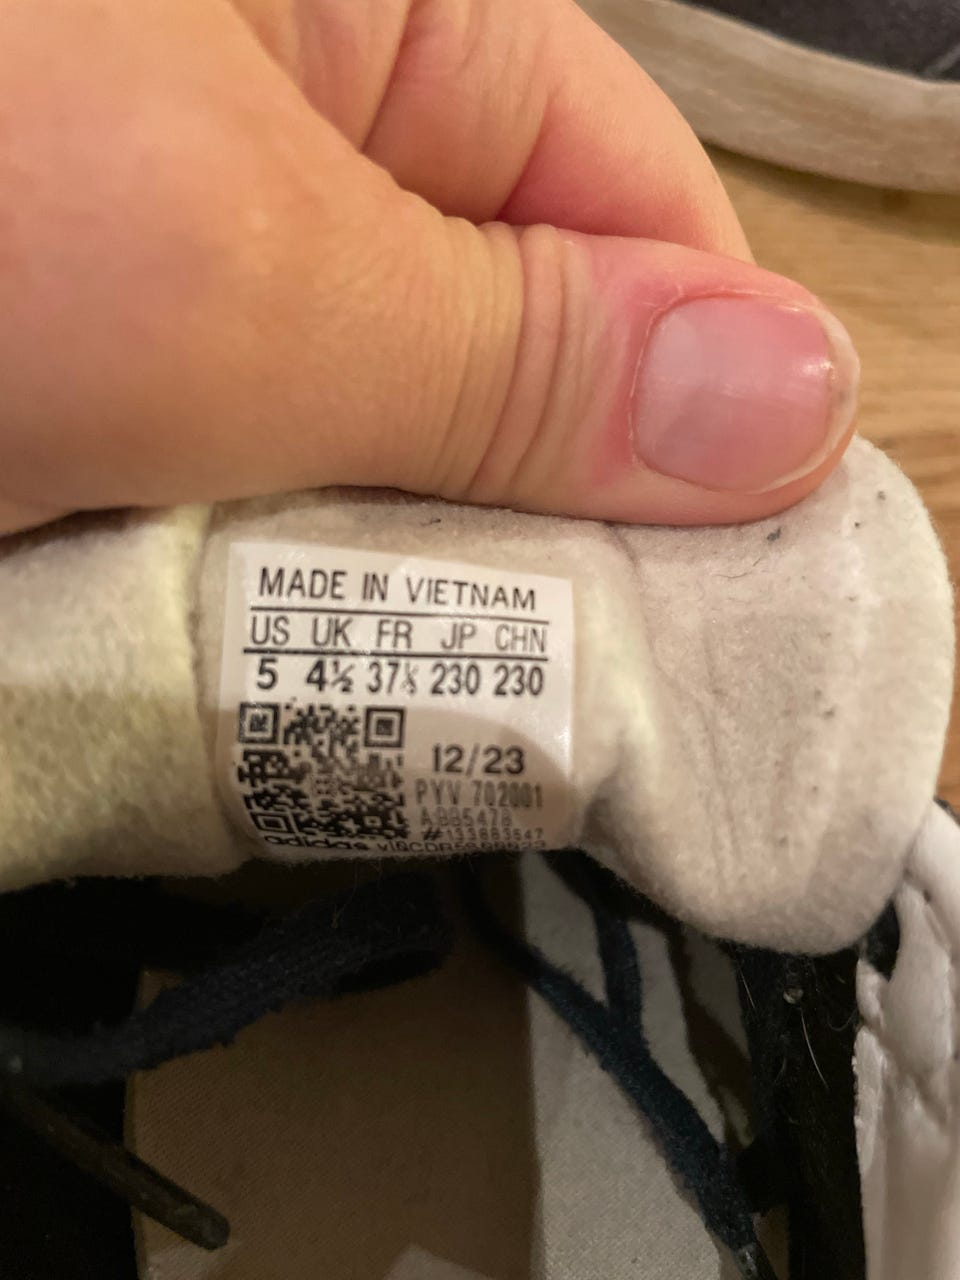 MADE IN VIETNAM
US UK FR JP CHN
5 4½ 37⅓ 230 230
12/23
PYV 702001
adidas